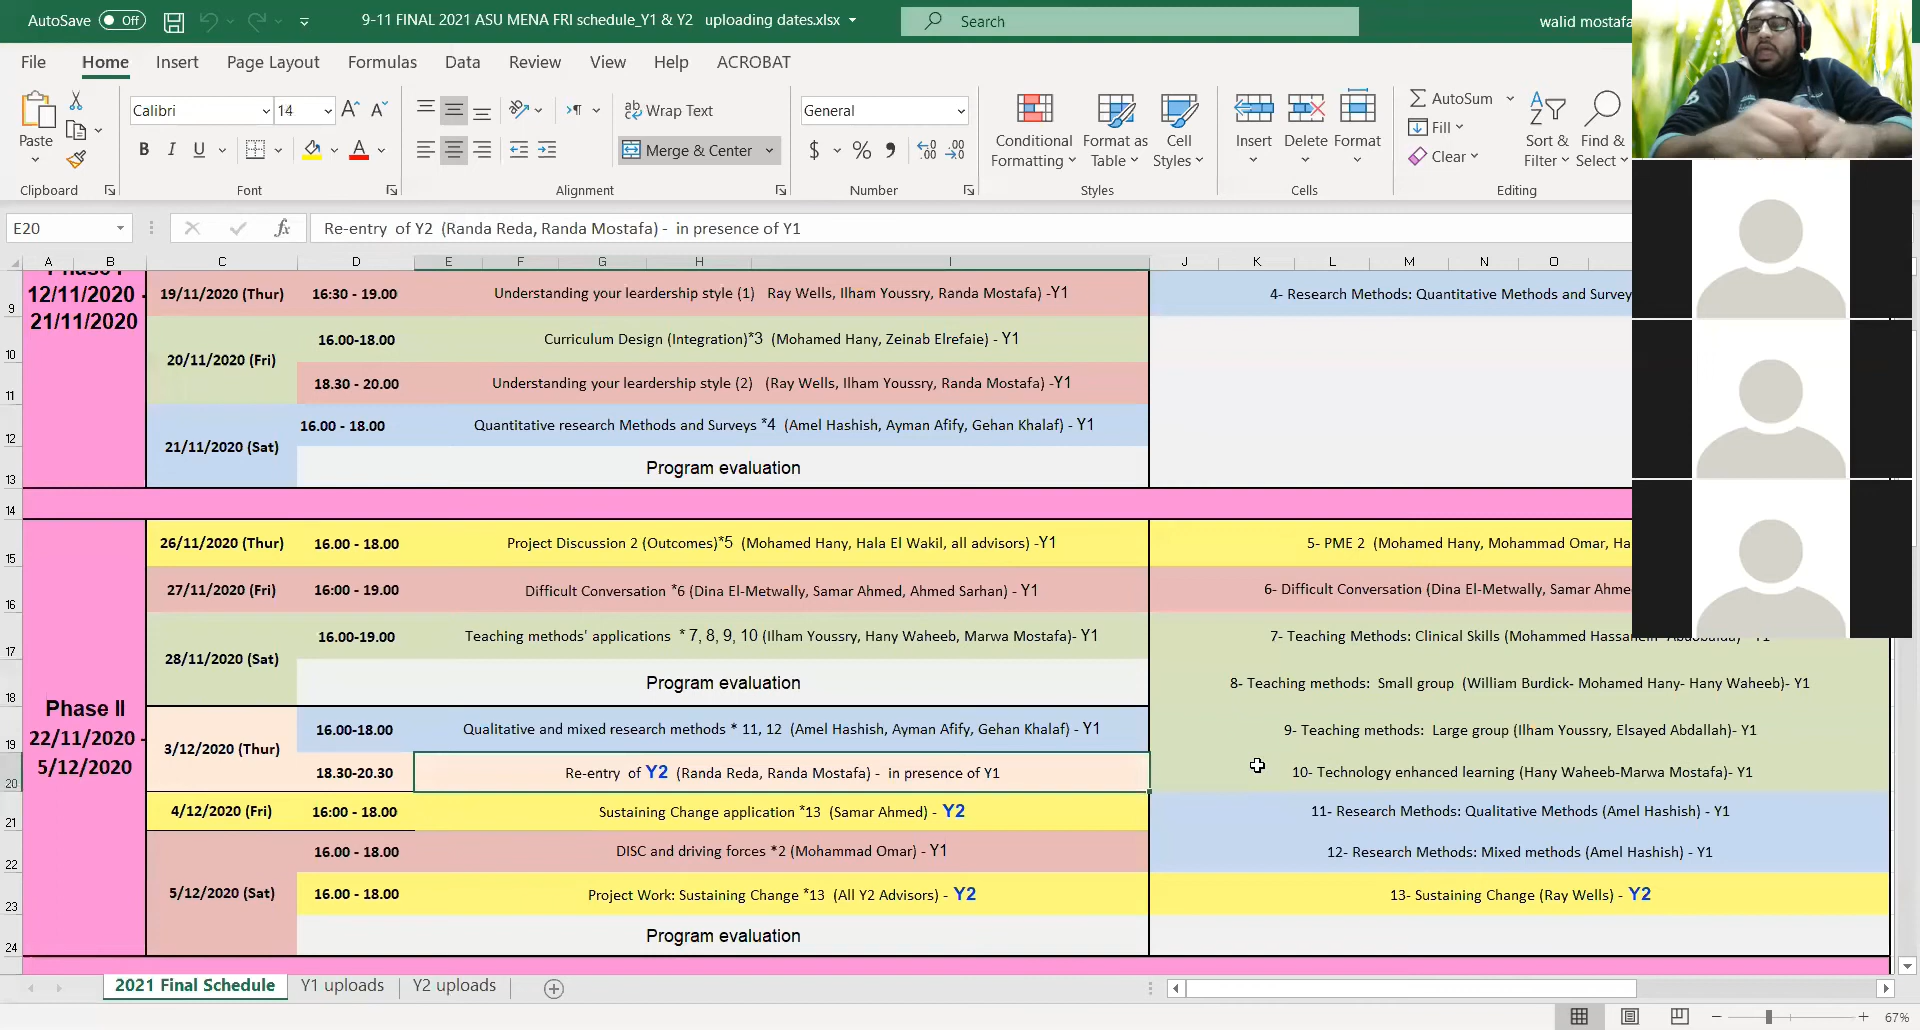 AutoSave Off 9-11 FINAL 2021 ASU MENA FRI schedule_Y1 & Y2 uploading dates.xlsx Search walid mostafa
File Home Insert Page Layout Formulas Data Review View Help ACROBAT
Calibri 14 Wrap Text General AutoSum
Paste B I U Merge & Center $ % Conditional Format as Cell Insert Delete Format Fill Sort & Find &
Formatting Table Styles Clear Filter Select
Clipboard Font Alignment Number Styles Cells Editing
E20 fx Re-entry of Y2 (Randa Reda, Randa Mostafa) - in presence of Y1
A B C D E F G H I J K L M N O
9 12/11/2020 - 19/11/2020 (Thur) 16:30 - 19.00 Understanding your leardership style (1) Ray Wells, Ilham Youssry, Randa Mostafa) -Y1 4- Research Methods: Quantitative Methods and Survey
21/11/2020
10 20/11/2020 (Fri) 16.00-18.00 Curriculum Design (Integration)*3 (Mohamed Hany, Zeinab Elrefaie) - Y1
11 18.30 - 20.00 Understanding your leardership style (2) (Ray Wells, Ilham Youssry, Randa Mostafa) -Y1
12 21/11/2020 (Sat) 16.00 - 18.00 Quantitative research Methods and Surveys *4 (Amel Hashish, Ayman Afify, Gehan Khalaf) - Y1
13 Program evaluation
14
15 26/11/2020 (Thur) 16.00 - 18.00 Project Discussion 2 (Outcomes)*5 (Mohamed Hany, Hala El Wakil, all advisors) -Y1 5- PME 2 (Mohamed Hany, Mohammad Omar, Ha
16 27/11/2020 (Fri) 16:00 - 19.00 Difficult Conversation *6 (Dina El-Metwally, Samar Ahmed, Ahmed Sarhan) - Y1 6- Difficult Conversation (Dina El-Metwally, Samar Ahme
17 28/11/2020 (Sat) 16.00-19.00 Teaching methods' applications * 7, 8, 9, 10 (Ilham Youssry, Hany Waheeb, Marwa Mostafa)- Y1 7- Teaching Methods: Clinical Skills (Mohammed
18 Program evaluation 8- Teaching methods: Small group (William Burdick- Mohamed Hany- Hany Waheeb)- Y1
Phase II
22/11/2020 -
5/12/2020
19 3/12/2020 (Thur) 16.00-18.00 Qualitative and mixed research methods * 11, 12 (Amel Hashish, Ayman Afify, Gehan Khalaf) - Y1 9- Teaching methods: Large group (Ilham Youssry, Elsayed Abdallah)- Y1
20 18.30-20.30 Re-entry of Y2 (Randa Reda, Randa Mostafa) - in presence of Y1 10- Technology enhanced learning (Hany Waheeb-Marwa Mostafa)- Y1
21 4/12/2020 (Fri) 16:00 - 18.00 Sustaining Change application *13 (Samar Ahmed) - Y2 11- Research Methods: Qualitative Methods (Amel Hashish) - Y1
22 5/12/2020 (Sat) 16.00 - 18.00 DISC and driving forces *2 (Mohammad Omar) - Y1 12- Research Methods: Mixed methods (Amel Hashish) - Y1
23 16.00 - 18.00 Project Work: Sustaining Change *13 (All Y2 Advisors) - Y2 13- Sustaining Change (Ray Wells) - Y2
24 Program evaluation
2021 Final Schedule Y1 uploads Y2 uploads
67%